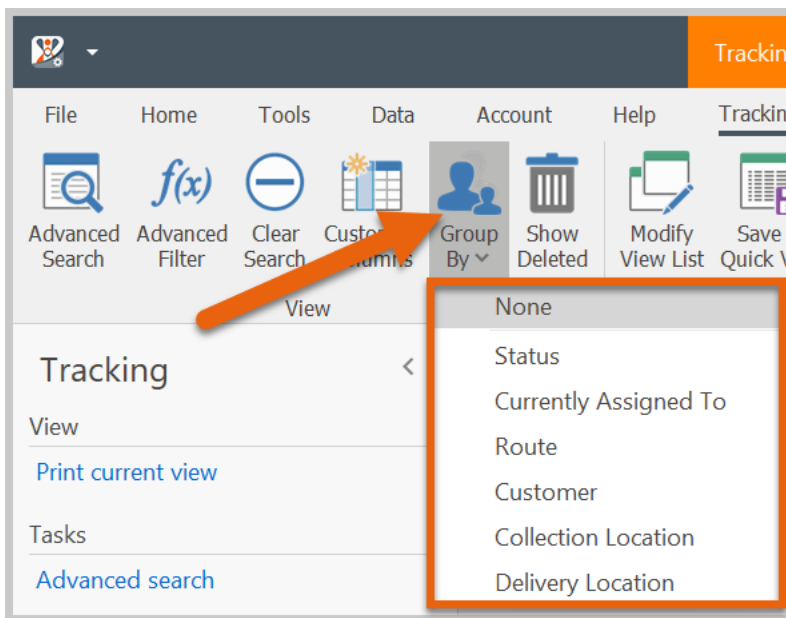 Trackin
File Home Tools Data Account Help Trackin
f(x)
Advanced Advanced Clear Group Show Modify Save
Search Filter Search By Deleted View List Quick
View
None
Tracking
Status
Currently Assigned To
View
Route
Print current view
Customer
Tasks
Collection Location
Advanced search
Delivery Location